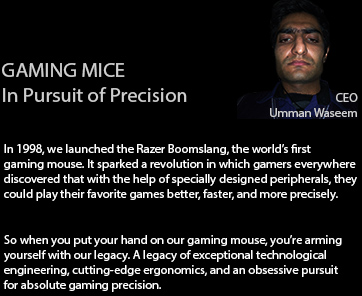 GAMING MICE
In Pursuit of Precision
CEO
Umman Waseem
In 1998, we launched the Razer Boomslang, the world's first
gaming mouse. It sparked a revolution in which gamers everywhere
discovered that with the help of specially designed peripherals, they
could play their favorite games better, faster, and more precisely.
So when you put your hand on our gaming mouse, you're arming
yourself with our legacy. A legacy of exceptional technological
engineering, cutting-edge ergonomics, and an obsessive pursuit
for absolute gaming precision.